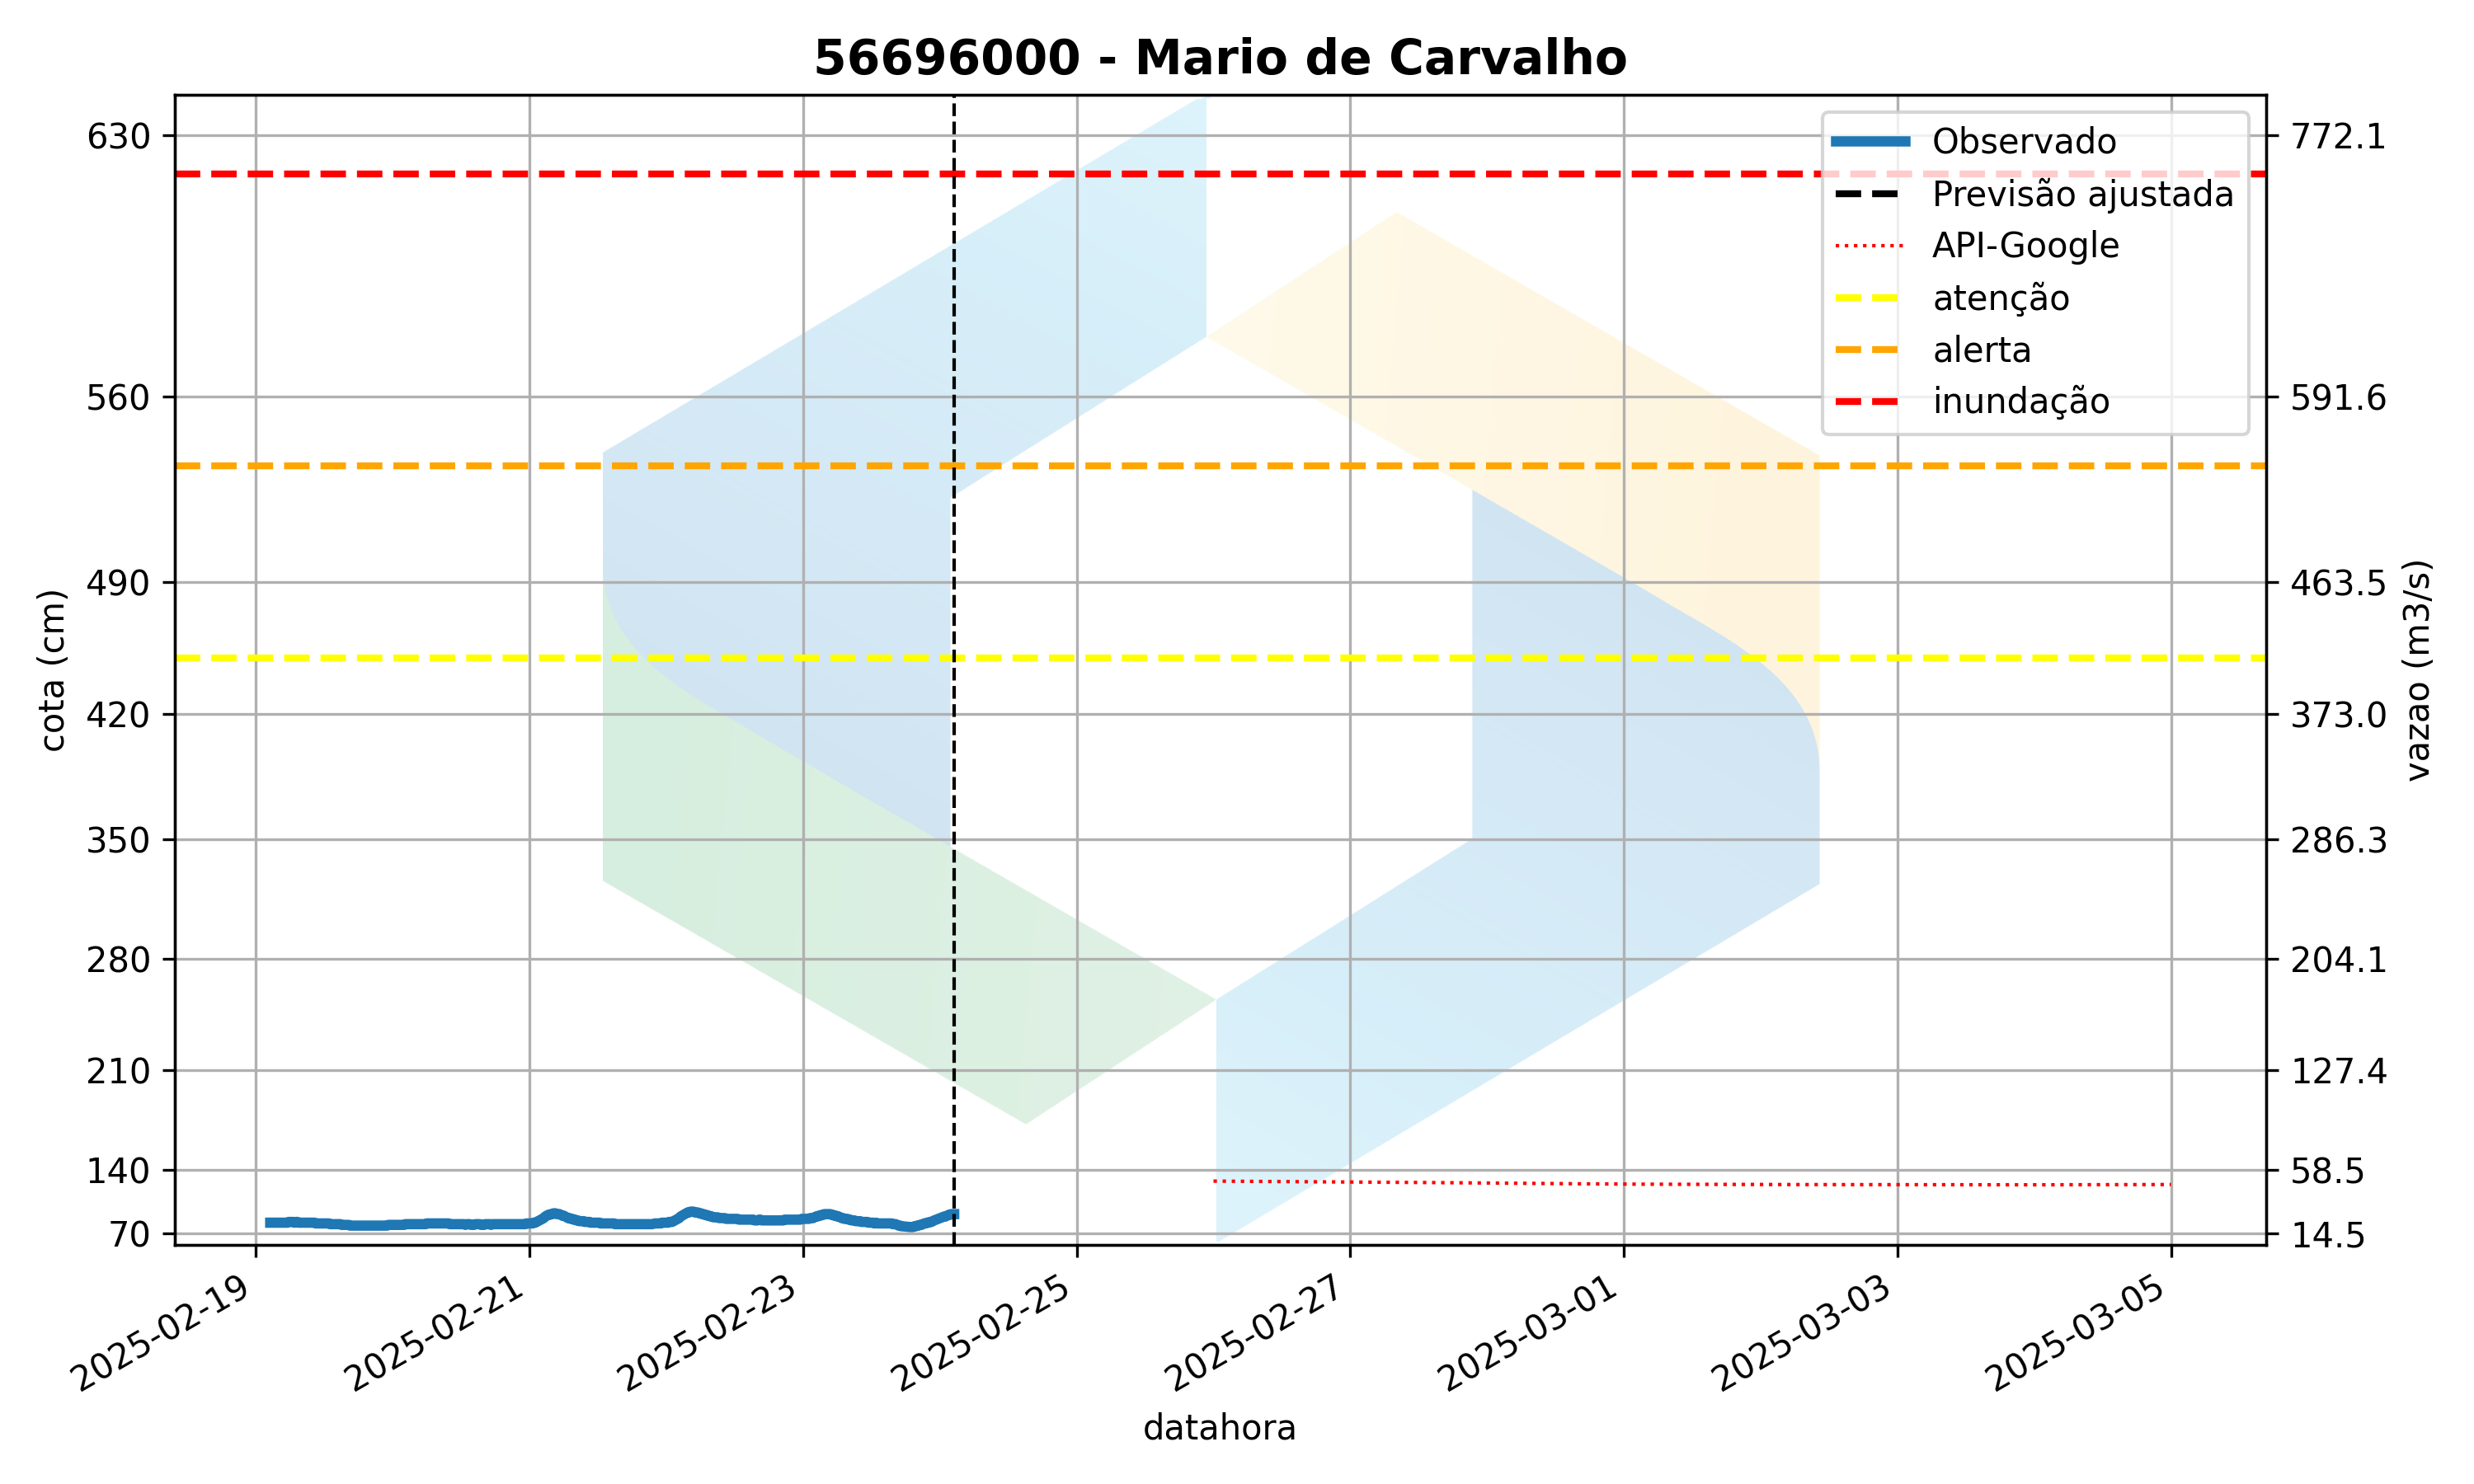 56696000 - Mario de Carvalho
630
560
490
420
350
280
210
140
70
cota (cm)
772.1
591.6
463.5
373.0
286.3
204.1
127.4
58.5
14.5
vazao (m3/s)
Observado
Previsão ajustada
API-Google
atenção
alerta
inundação
2025-02-19
2025-02-21
2025-02-23
2025-02-25
2025-02-27
2025-03-01
2025-03-03
2025-03-05
datahora